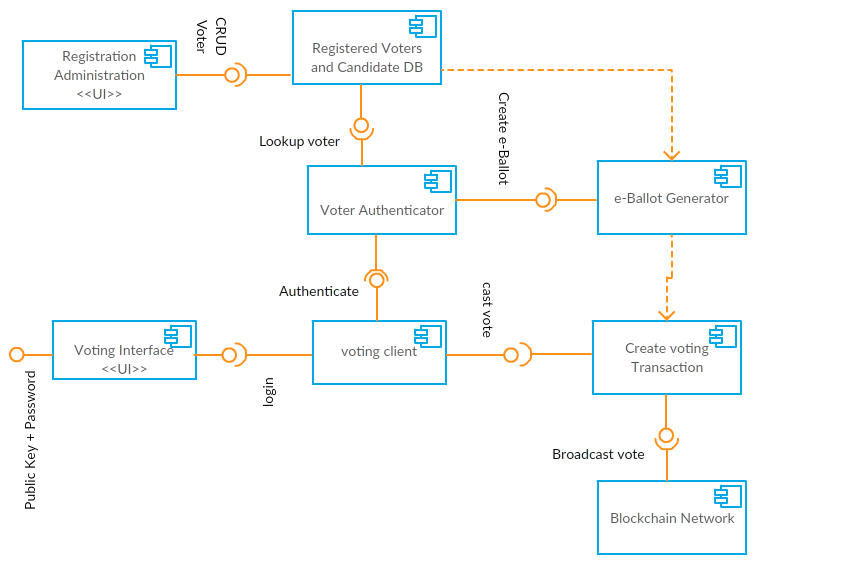 CRUD
Voter
Registration
Administration
<<UI>>
Registered Voters
and Candidate DB
Lookup voter
Create e-Ballot
Voter Authenticator
e-Ballot Generator
Authenticate
cast vote
Voting Interface
<<UI>>
voting client
Create voting
Transaction
login
Public Key + Password
Broadcast vote
Blockchain Network